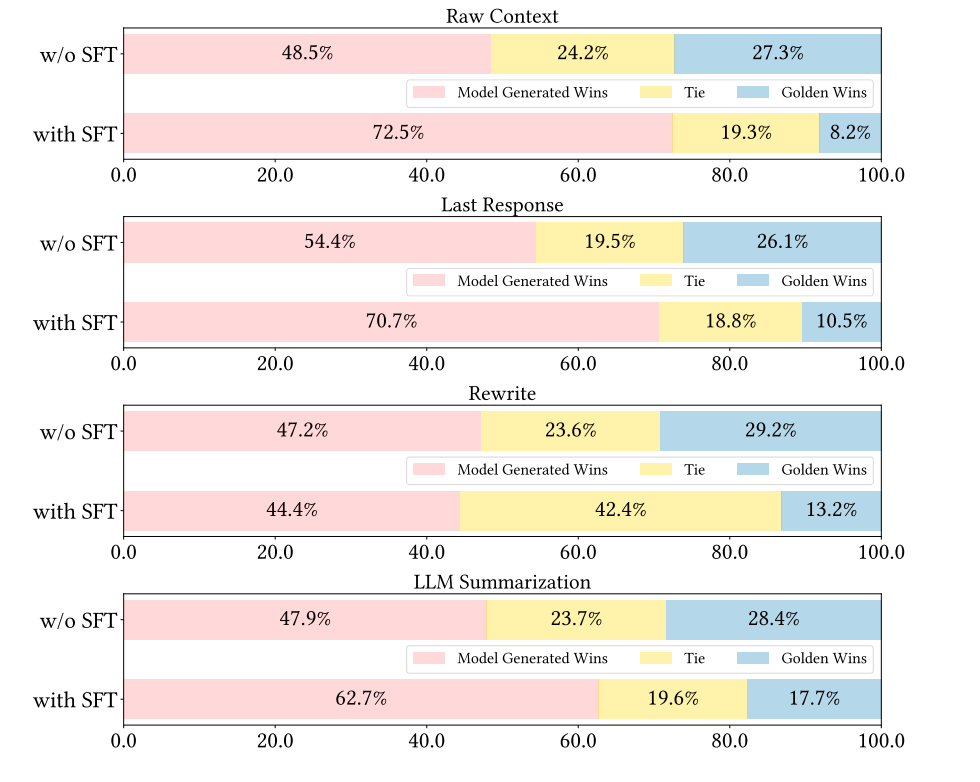 Raw Context
w/o SFT 48.5% 24.2% 27.3%
Model Generated Wins Tie Golden Wins
with SFT 72.5% 19.3% 8.2%
0.0 20.0 40.0 60.0 80.0 100.0
Last Response
w/o SFT 54.4% 19.5% 26.1%
Model Generated Wins Tie Golden Wins
with SFT 70.7% 18.8% 10.5%
0.0 20.0 40.0 60.0 80.0 100.0
Rewrite
w/o SFT 47.2% 23.6% 29.2%
Model Generated Wins Tie Golden Wins
with SFT 44.4% 42.4% 13.2%
0.0 20.0 40.0 60.0 80.0 100.0
LLM Summarization
w/o SFT 47.9% 23.7% 28.4%
Model Generated Wins Tie Golden Wins
with SFT 62.7% 19.6% 17.7%
0.0 20.0 40.0 60.0 80.0 100.0